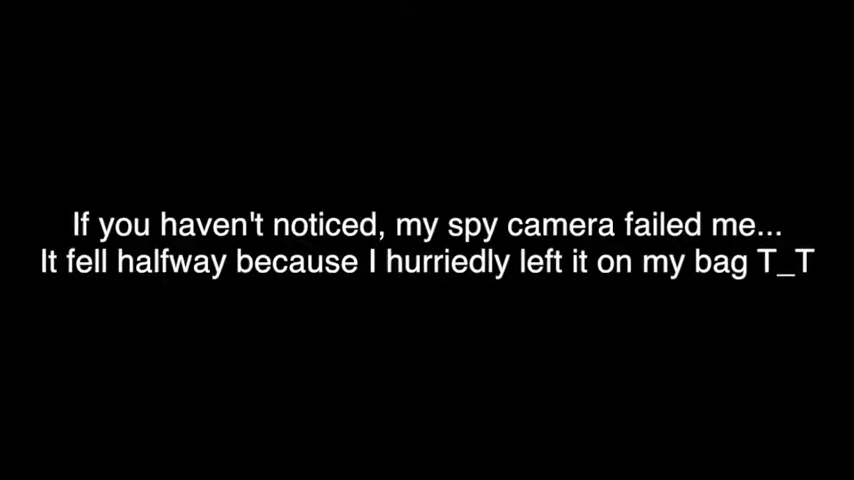 If you haven't noticed, my spy camera failed me...
It fell halfway because I hurriedly left it on my bag T_T